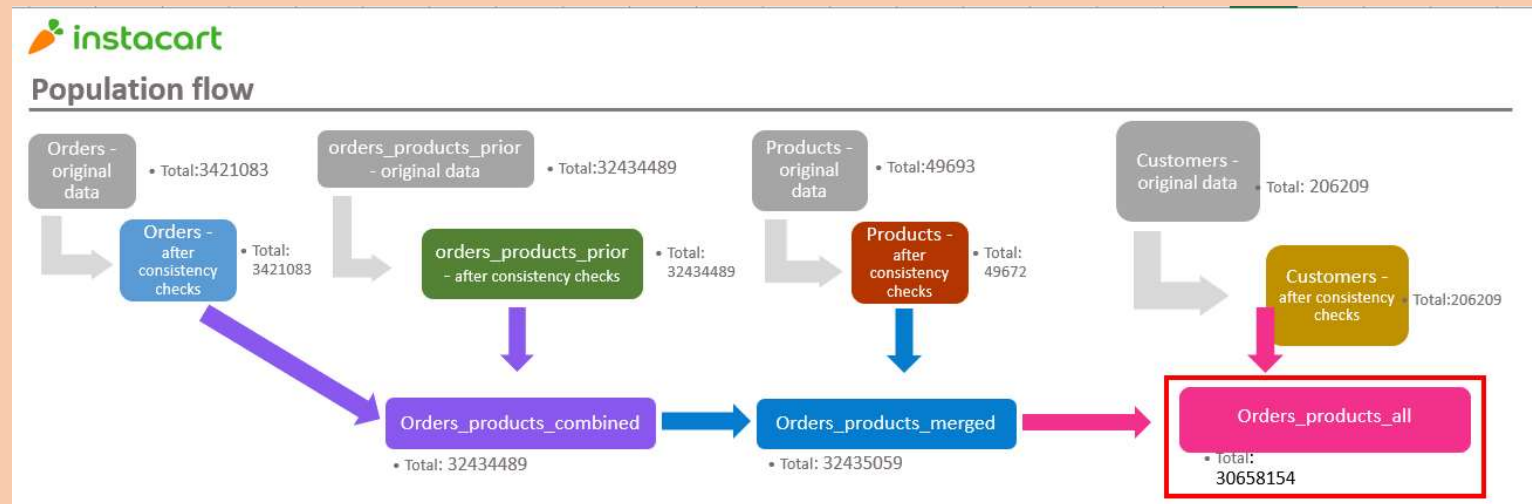 instacart
Population flow
Orders -
original
data
• Total:3421083
orders_products_prior
- original data
• Total:32434489
Products -
original
data
• Total:49693
Customers -
original data
• Total: 206209
Orders -
after
consistency
checks
• Total:
3421083
orders_products_prior
- after consistency checks
• Total:
32434489
Products -
after
consistency
checks
• Total:
49672
Customers -
after consistency
checks
• Total:206209
Orders_products_combined
• Total: 32434489
Orders_products_merged
• Total: 32435059
Orders_products_all
• Total:
30658154